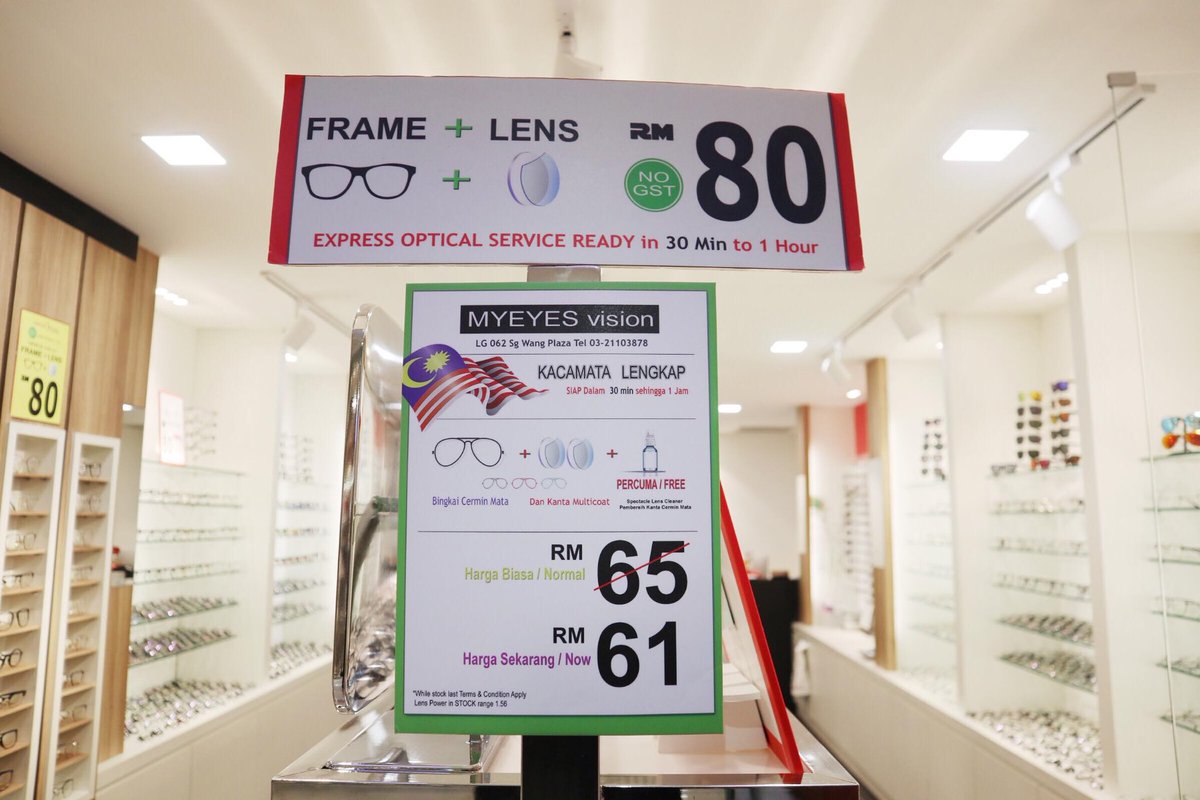 FRAME + LENS RM 80
NO
GST
EXPRESS OPTICAL SERVICE READY in 30 Min to 1 Hour
MYEYES vision
LG 062 Sg Wang Plaza Tel 03-21103878
KACAMATA LENGKAP
SIAP Dalam 30 min sehingga 1 Jam
+ +
PERCUMA / FREE
Bingkai Cermin Mata
Dan Kanta Multicoat
Spectacle Lens Cleaner
Pembersih Kanta Cermin Mata
RM 65
Harga Biasa / Normal
RM 61
Harga Sekarang / Now
*While stock last Terms & Condition Apply
Lens Power in STOCK range 1.56
FRAME + LENS
80